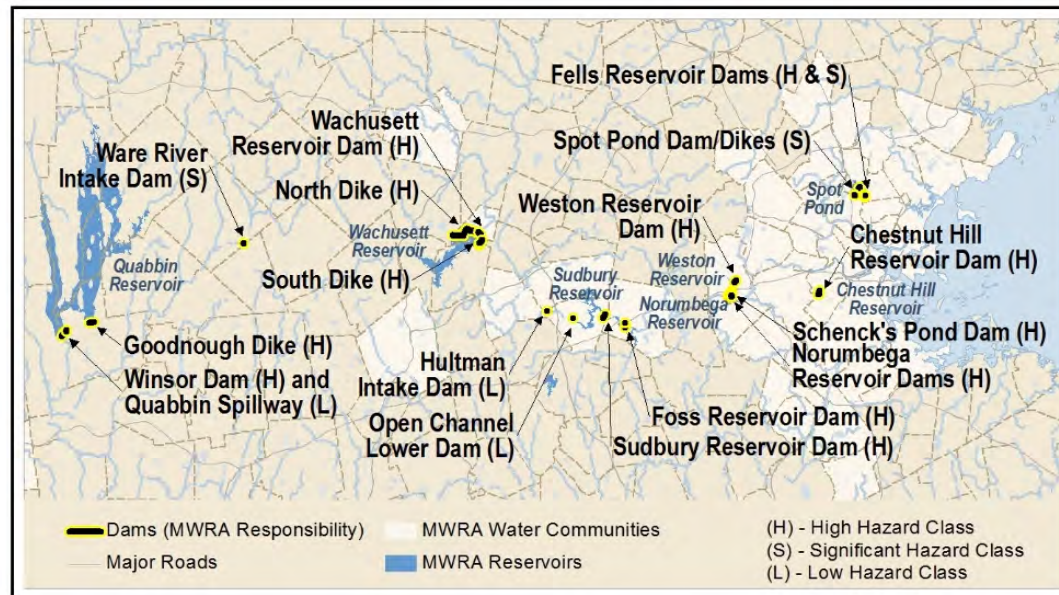 Fells Reservoir Dams (H & S)
Spot Pond Dam/Dikes (S)
Spot
Pond
Wachusett
Reservoir Dam (H)
Ware River
Intake Dam (S)
North Dike (H)
Wachusett
Reservoir
South Dike (H)
Quabbin
Reservoir
Goodnough Dike (H)
Winsor Dam (H) and
Quabbin Spillway (L)
Weston Reservoir
Dam (H)
Weston
Reservoir
Sudbury
Reservoir
Norumbega
Reservoir
Chestnut Hill
Reservoir Dam (H)
Chestnut Hill
Reservoir
Schenck's Pond Dam (H)
Norumbega
Reservoir Dams (H)
Hultman
Intake Dam (L)
Open Channel
Lower Dam (L)
Foss Reservoir Dam (H)
Sudbury Reservoir Dam (H)
Dams (MWRA Responsibility)
Major Roads
MWRA Water Communities
MWRA Reservoirs
(H) - High Hazard Class
(S) - Significant Hazard Class
(L) - Low Hazard Class